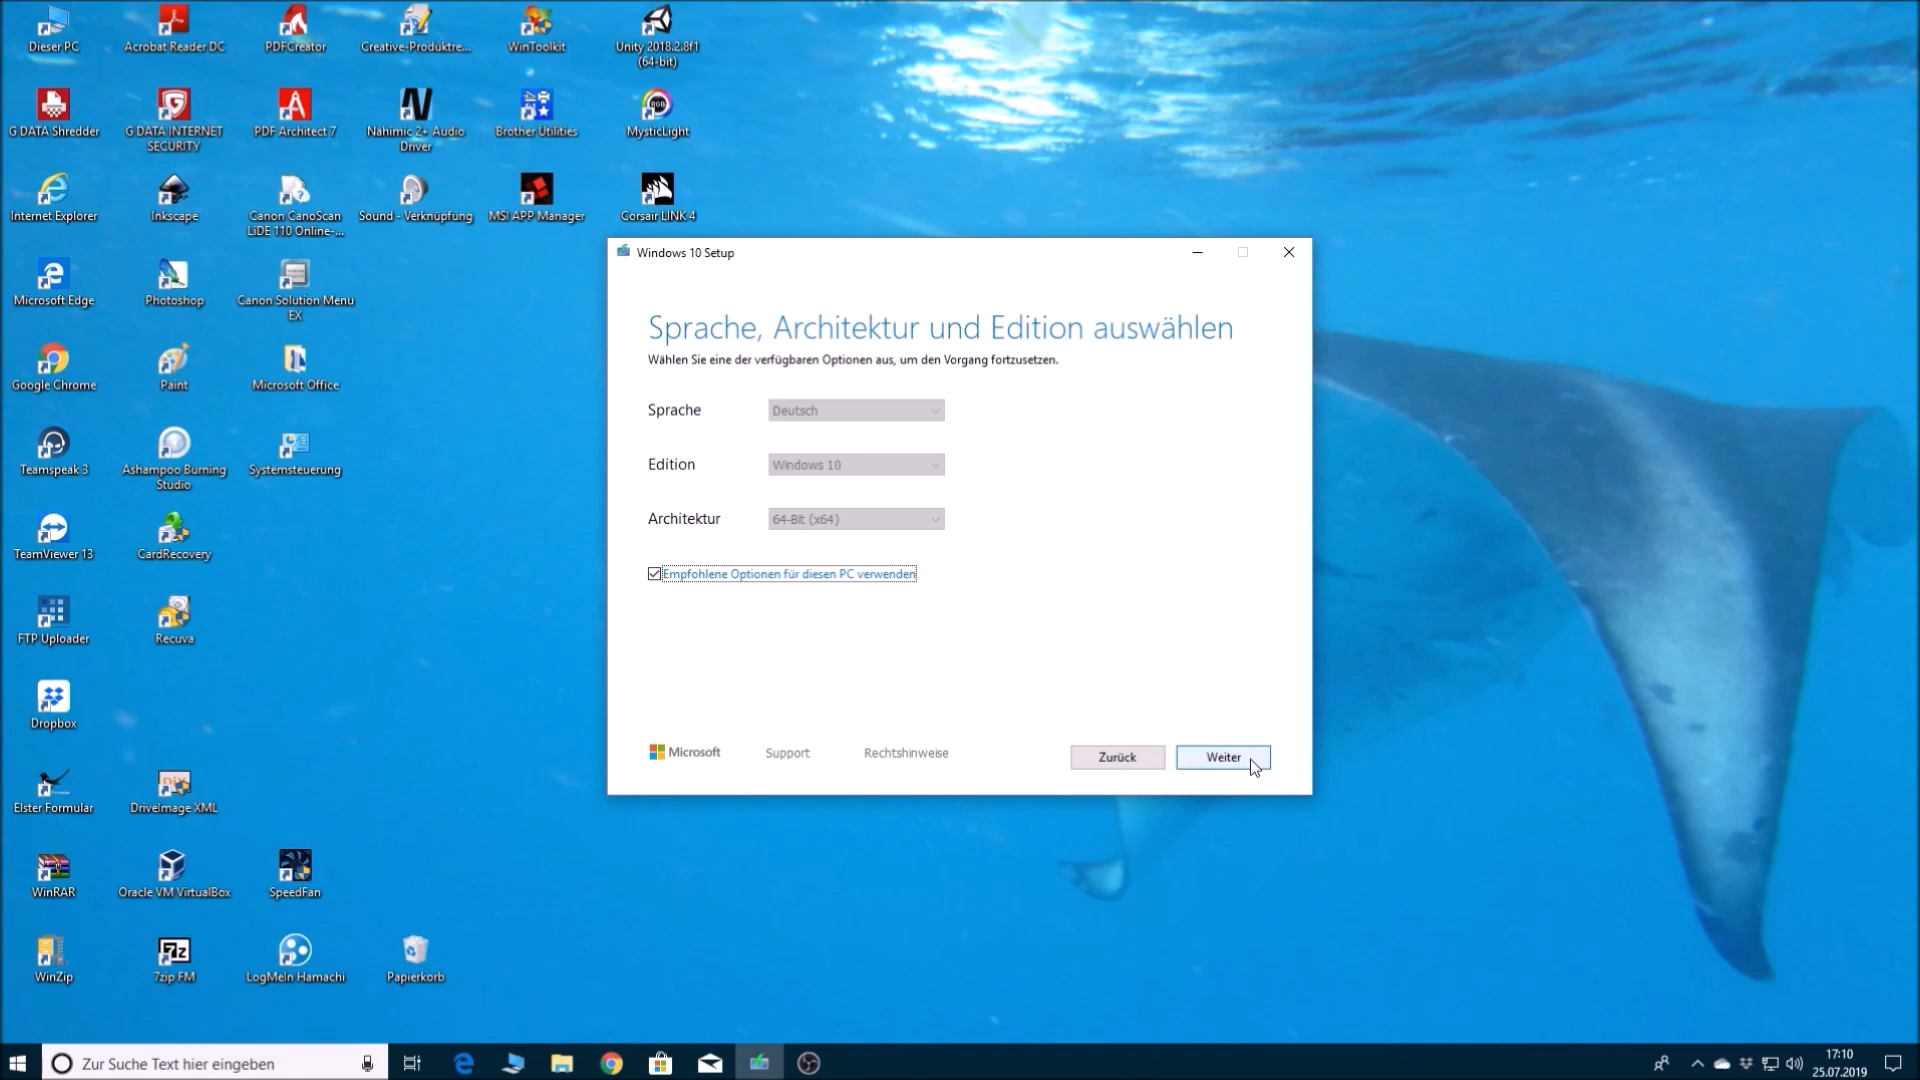 Dieser PC
Acrobat Reader DC
PDFCreator
Creative-Produktre...
WinToolkit
Unity 2018.2.8f1
(64-bit)
G DATA Shredder
G DATA INTERNET
SECURITY
PDF Architect 7
Nahimic 2+ Audio
Driver
Brother Utilities
MysticLight
Internet Explorer
Inkscape
Canon CanoScan
LiDE 110 Online-...
Sound - Verknüpfung
MSI APP Manager
Corsair LINK 4
Microsoft Edge
Photoshop
Canon Solution Menu
EX
Google Chrome
Paint
Microsoft Office
Teamspeak 3
Ashampoo Burning
Studio
Systemsteuerung
TeamViewer 13
CardRecovery
FTP Uploader
Recuva
Dropbox
Elster Formular
DriveImage XML
WinRAR
Oracle VM VirtualBox
SpeedFan
WinZip
7zip FM
LogMeIn Hamachi
Papierkorb
Windows 10 Setup
Sprache, Architektur und Edition auswählen
Wählen Sie eine der verfügbaren Optionen aus, um den Vorgang fortzusetzen.
Sprache
Deutsch
Edition
Windows 10
Architektur
64-Bit (x64)
Empfohlene Optionen für diesen PC verwenden
Microsoft
Support
Rechtshinweise
Zurück
Weiter
Zur Suche Text hier eingeben
17:10
25.07.2019